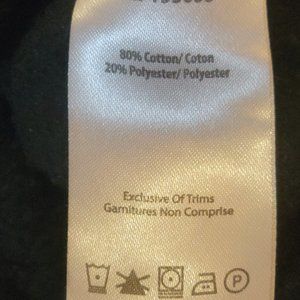 80% Cotton/ Coton
20% Polyester/ Polyester
Exclusive Of Trims
Garnitures Non Comprise
P